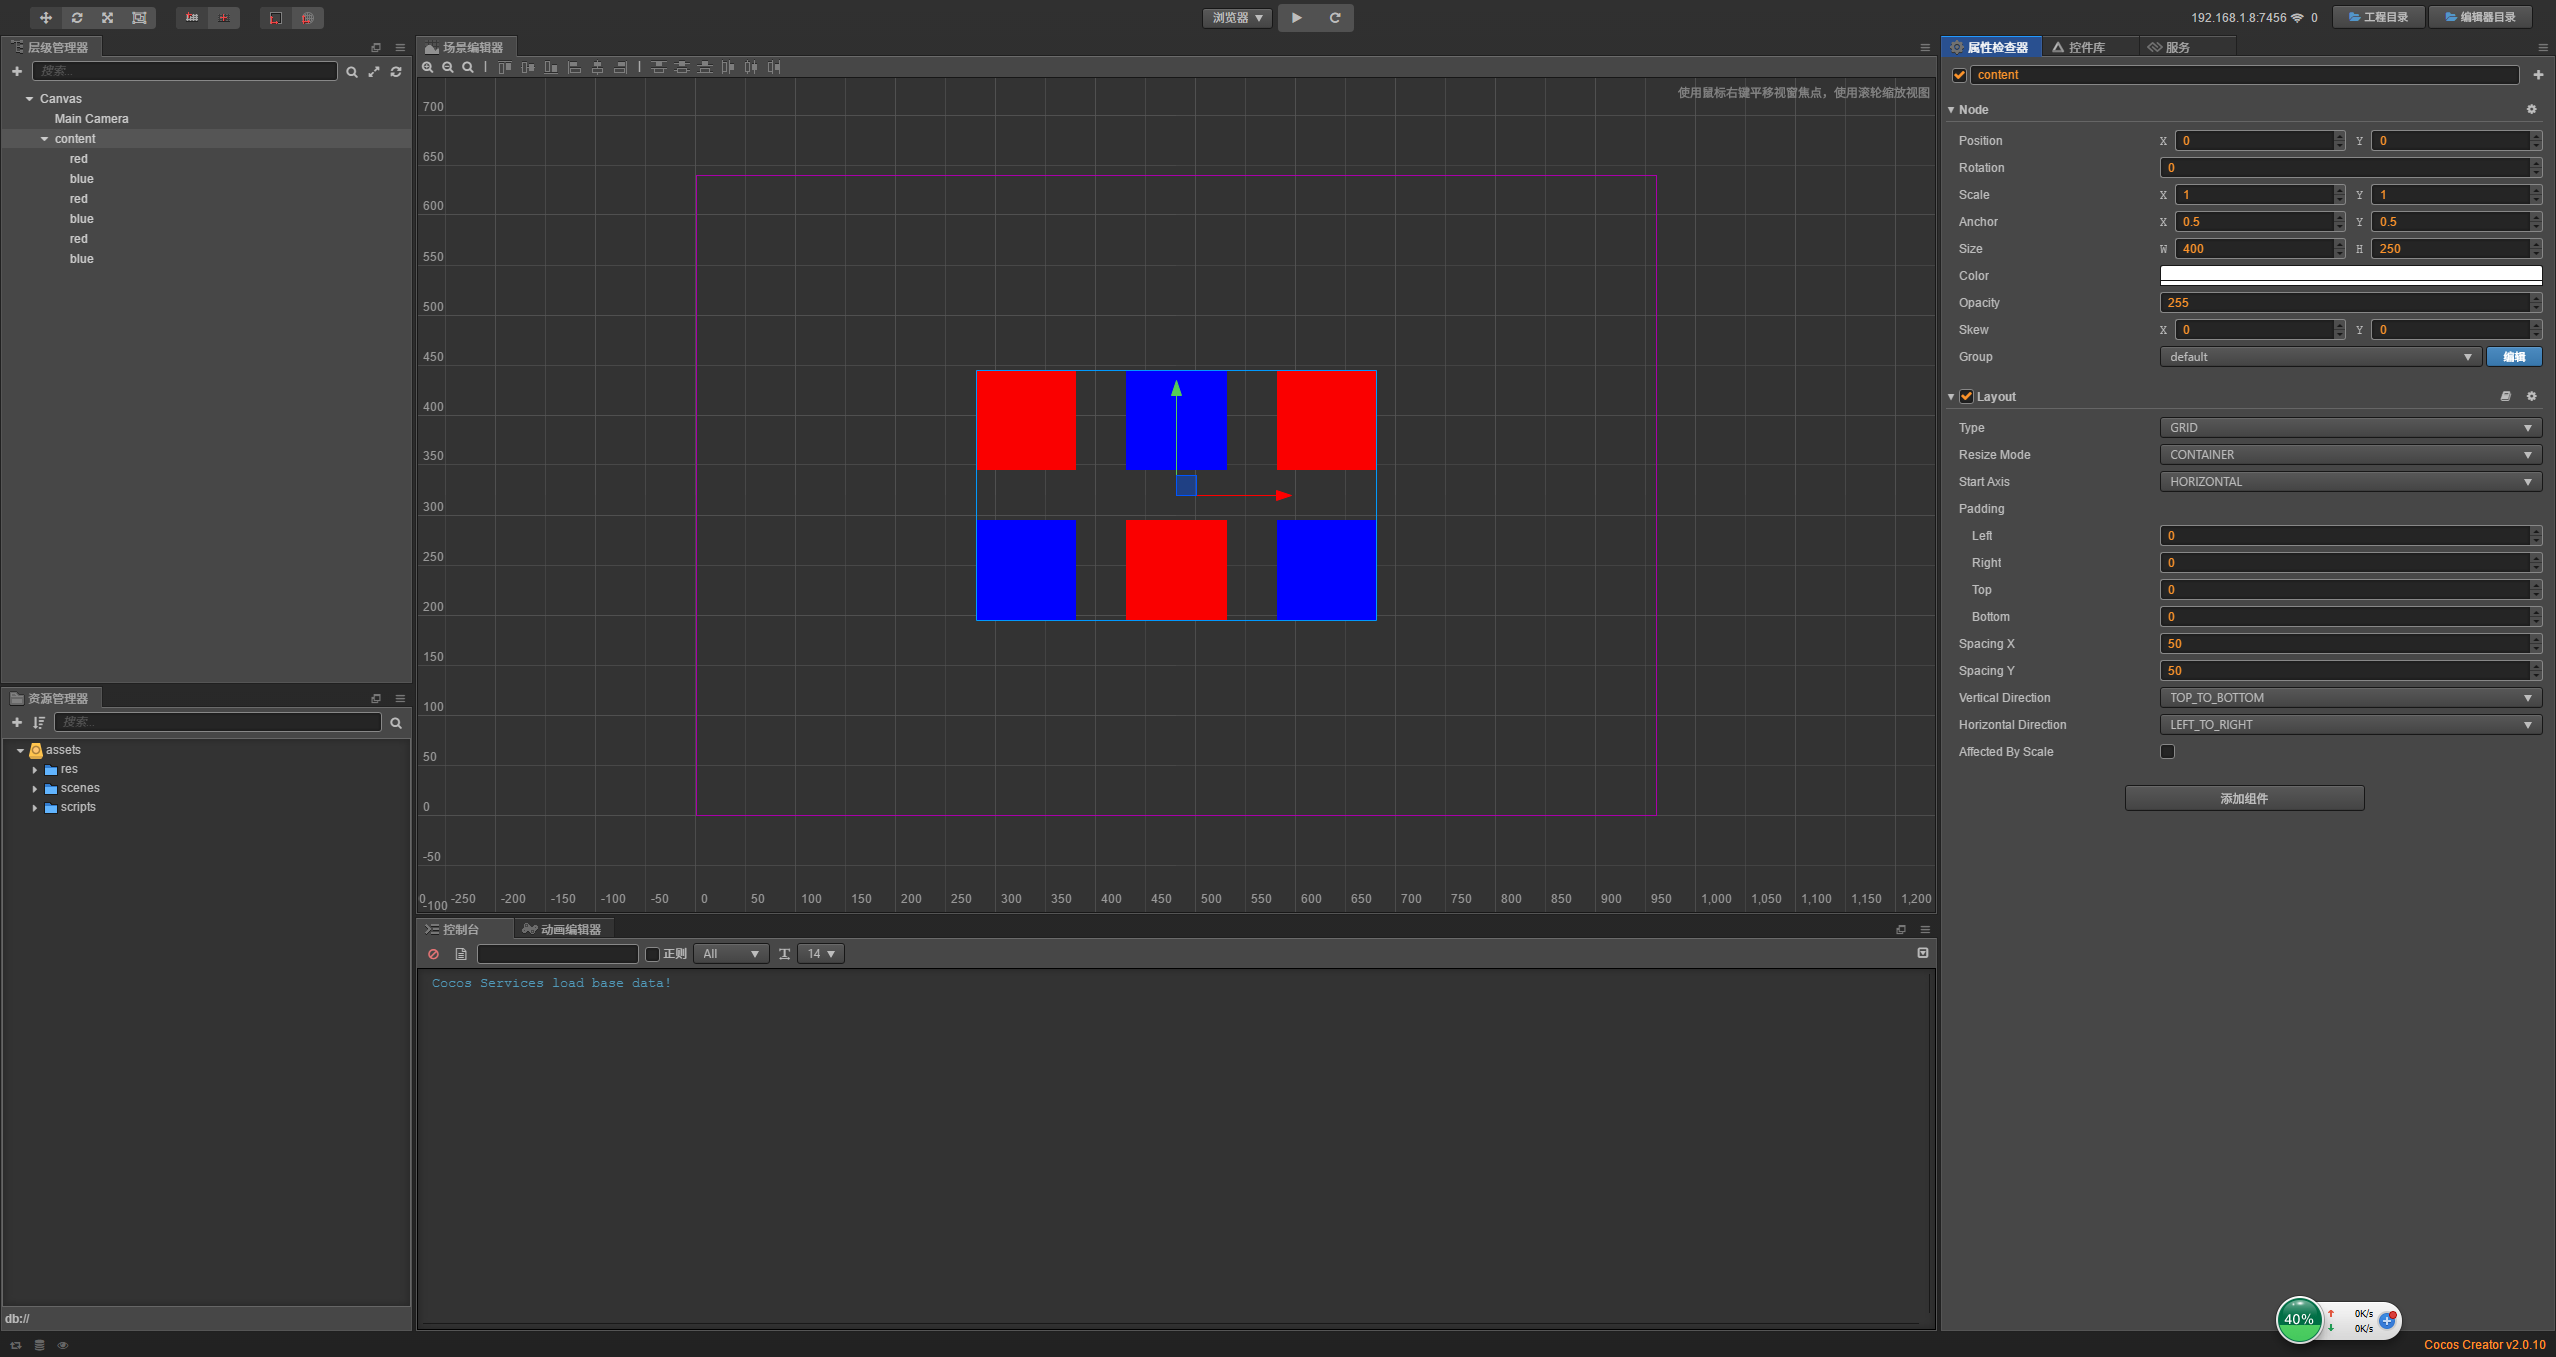 浏览器
192.168.1.8:7456 0
工程目录
编辑器目录
层级管理器
搜索...
Canvas
Main Camera
content
red
blue
red
blue
red
blue
资源管理器
搜索...
assets
res
scenes
scripts
db://
场景编辑器
使用鼠标右键平移视窗焦点，使用滚轮缩放视图
700
650
600
550
500
450
400
350
300
250
200
150
100
50
0
-50
-100
0 -250 -200 -150 -100 -50 0 50 100 150 200 250 300 350 400 450 500 550 600 650 700 750 800 850 900 950 1,000 1,050 1,100 1,150 1,200
控制台
动画编辑器
正则
All
14
Cocos Services load base data!
属性检查器
控件库
服务
content
Node
Position X 0 Y 0
Rotation 0
Scale X 1 Y 1
Anchor X 0.5 Y 0.5
Size W 400 H 250
Color
Opacity 255
Skew X 0 Y 0
Group default 编辑
Layout
Type GRID
Resize Mode CONTAINER
Start Axis HORIZONTAL
Padding
Left 0
Right 0
Top 0
Bottom 0
Spacing X 50
Spacing Y 50
Vertical Direction TOP_TO_BOTTOM
Horizontal Direction LEFT_TO_RIGHT
Affected By Scale
添加组件
40%
0K/s
0K/s
Cocos Creator v2.0.10